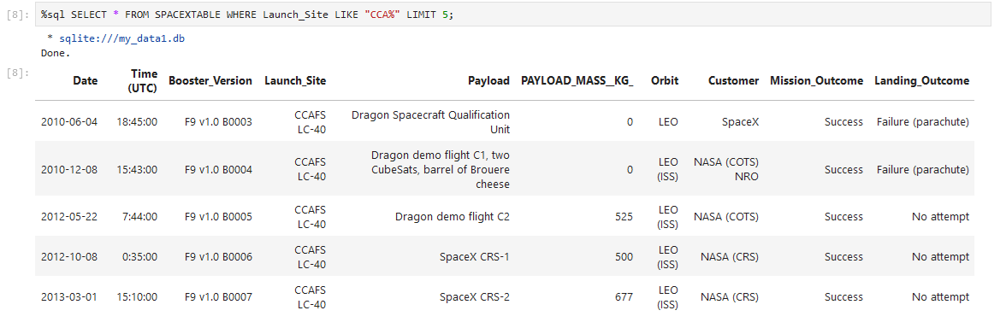 [8]: %sql SELECT * FROM SPACEXTABLE WHERE Launch_Site LIKE "CCA%" LIMIT 5;
* sqlite:///my_data1.db
Done.
[8]:
Date Time (UTC) Booster_Version Launch_Site Payload PAYLOAD_MASS__KG_ Orbit Customer Mission_Outcome Landing_Outcome
2010-06-04 18:45:00 F9 v1.0 B0003 CCAFS LC-40 Dragon Spacecraft Qualification Unit 0 LEO SpaceX Success Failure (parachute)
2010-12-08 15:43:00 F9 v1.0 B0004 CCAFS LC-40 Dragon demo flight C1, two CubeSats, barrel of Brouere cheese 0 LEO (ISS) NASA (COTS) NRO Success Failure (parachute)
2012-05-22 7:44:00 F9 v1.0 B0005 CCAFS LC-40 Dragon demo flight C2 525 LEO (ISS) NASA (COTS) Success No attempt
2012-10-08 0:35:00 F9 v1.0 B0006 CCAFS LC-40 SpaceX CRS-1 500 LEO (ISS) NASA (CRS) Success No attempt
2013-03-01 15:10:00 F9 v1.0 B0007 CCAFS LC-40 SpaceX CRS-2 677 LEO (ISS) NASA (CRS) Success No attempt